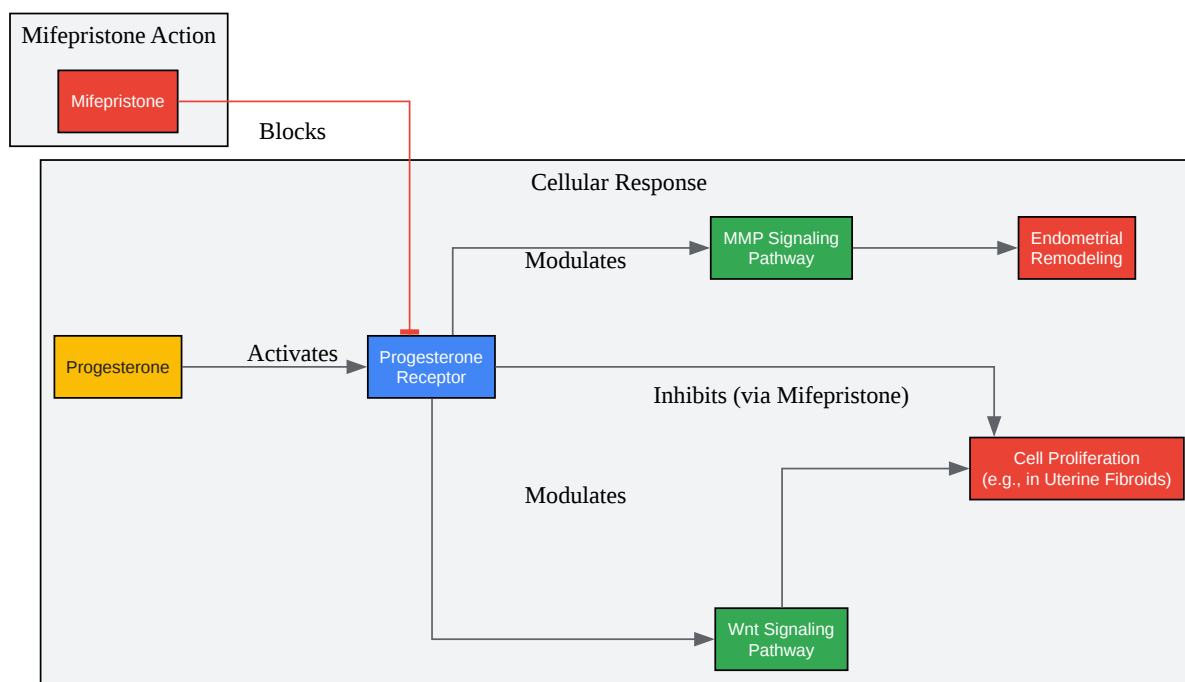 Mifepristone Action
Mifepristone
Blocks
Cellular Response
MMP Signaling
Pathway
Endometrial
Remodeling
Modulates
Progesterone
Activates
Progesterone
Receptor
Inhibits (via Mifepristone)
Cell Proliferation
(e.g., in Uterine Fibroids)
Modulates
Wnt Signaling
Pathway